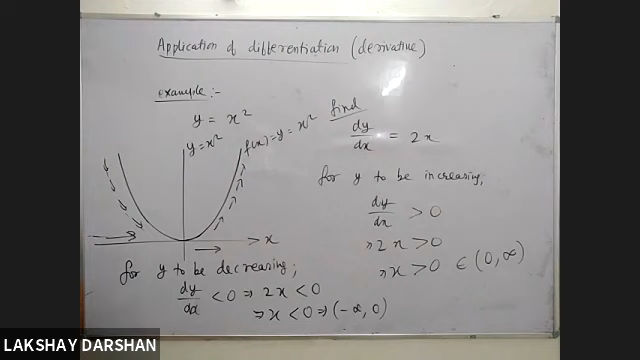 Application of differentiation (derivative)
example:-
y = x²
y=x²
f(x)=y=x²
x
find
dy/dx = 2x
for y to be increasing,
dy/dx > 0
⇒ 2x > 0
⇒ x > 0 ∈ (0, ∞)
for y to be decreasing;
dy/dx < 0 ⇒ 2x < 0
⇒ x < 0 ⇒ (-∞, 0)
LAKSHAY DARSHAN